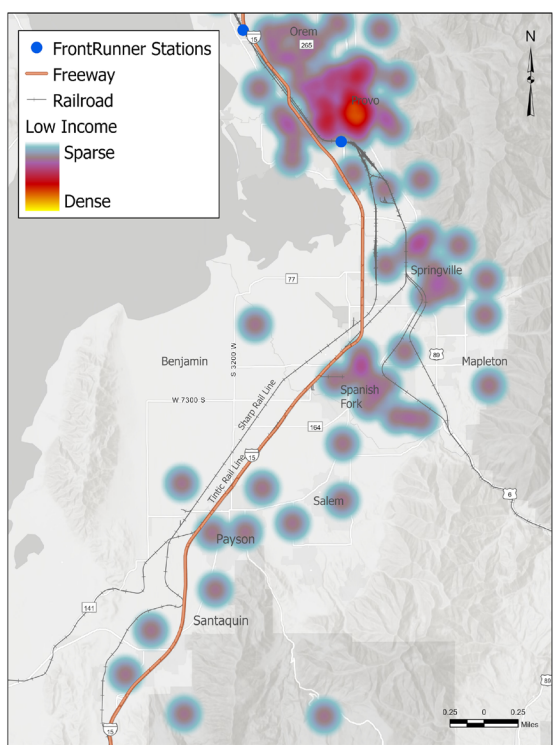 FrontRunner Stations
Freeway
Railroad
Low Income
Sparse
Dense
15
Orem
265
N
Provo
77
Springville
Benjamin
S 3200 W
89
Mapleton
Sharp Rail Line
W 7300 S
Spanish
Fork
164
15
Tintic Rail Line
6
Salem
Payson
141
Santaquin
89
15
0.25 0 0.25
Miles